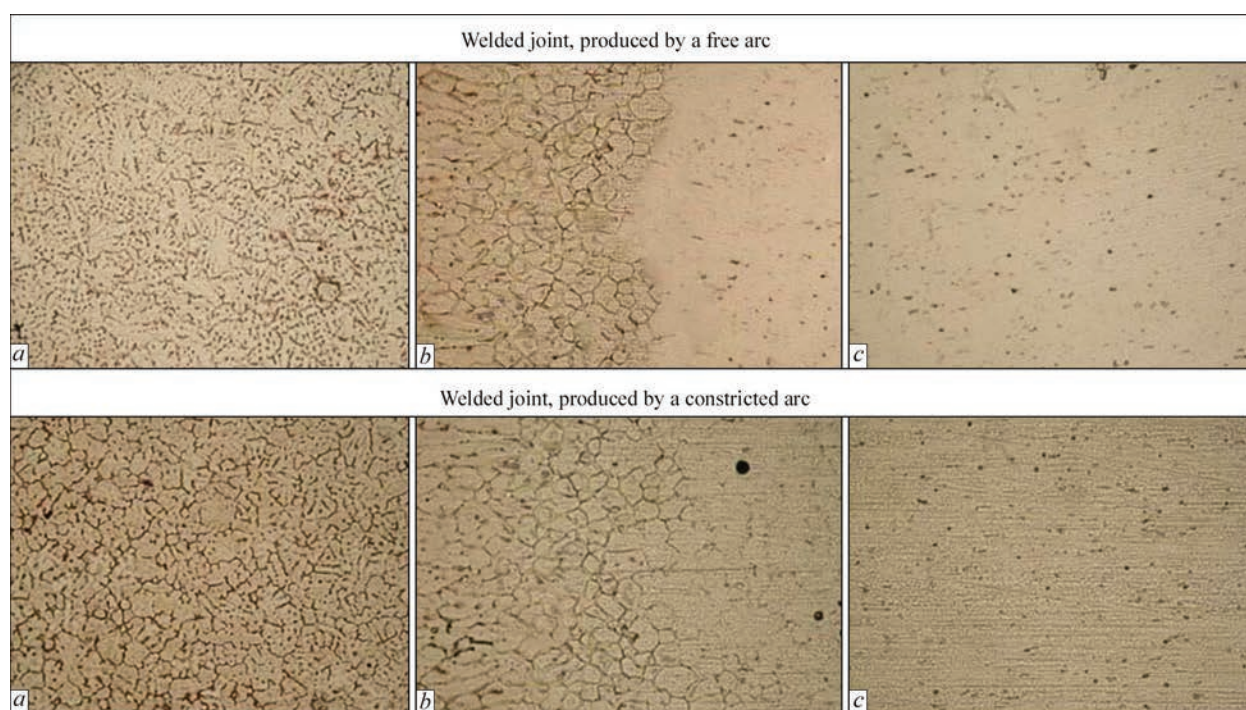 Welded joint, produced by a free arc
a
b
c
Welded joint, produced by a constricted arc
a
b
c